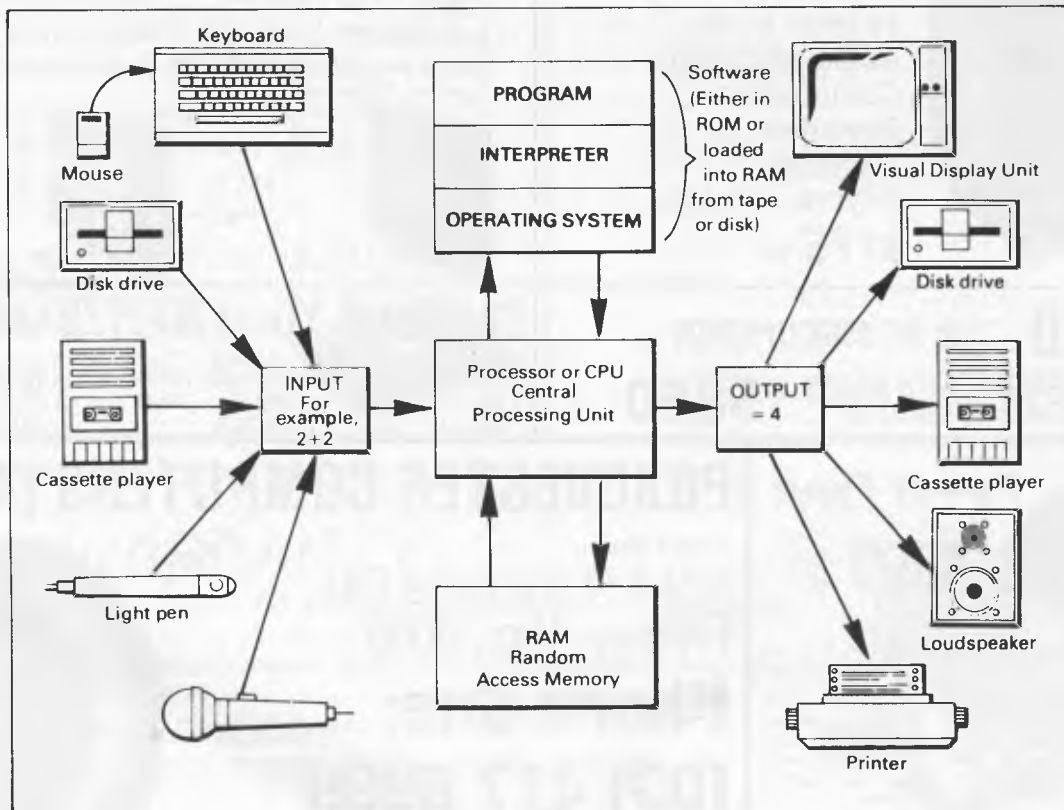 Keyboard
Mouse
Disk drive
Cassette player
Light pen
INPUT
For
example,
2+2
PROGRAM
INTERPRETER
OPERATING SYSTEM
Software
(Either in
ROM or
loaded
into RAM
from tape
or disk)
Processor or CPU
Central
Processing Unit
RAM
Random
Access Memory
OUTPUT
= 4
Visual Display Unit
Disk drive
Cassette player
Loudspeaker
Printer